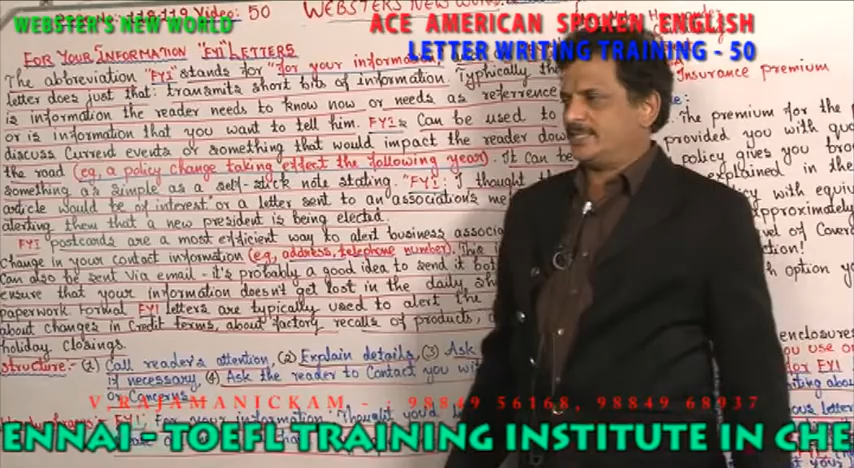 Video: 50
WEBSTER'S NEW WORLD
ACE AMERICAN SPOKEN ENGLISH
LETTER WRITING TRAINING - 50
FOR YOUR INFORMATION "FYI" LETTERS
The abbreviation "FYI" stands for "for your information,
letter does just that: transmits short bits of information. Typically
is information the reader needs to know now or needs as reference
or is information that you want to tell him. FYIs can be used to
discuss current events or something that would impact the reader down
the road (eg, a policy change taking effect the following year). It can
something as simple as a self-stick note stating. "FYI: I thought
article would be of interest" or a letter sent to an association's
alerting them that a new president is being elected.
FYI postcards are a most efficient way to alert business
change in your contact information (e.g, address, telephone number). This
can also be sent via email - it's probably a good idea to send it
ensure that your information doesn't get lost in the daily
paperwork Formal FYI letters are typically used to alert the
about changes in credit terms, about factory recalls of products,
holiday closings.
Structure:- (1) Call reader's attention, (2) Explain details, (3) Ask
if necessary, (4) Ask the reader to contact you
or Concerns.
FYI: For your information. Thought you'd
Insurance Premium
The premium for the
provided you with
policy gives you
explained in the
with
approximately
level of
option
enclosures
V.RAJAMANICKAM - : 98849 56168, 98849 68937
ENNAI - TOEFL TRAINING INSTITUTE in CHE